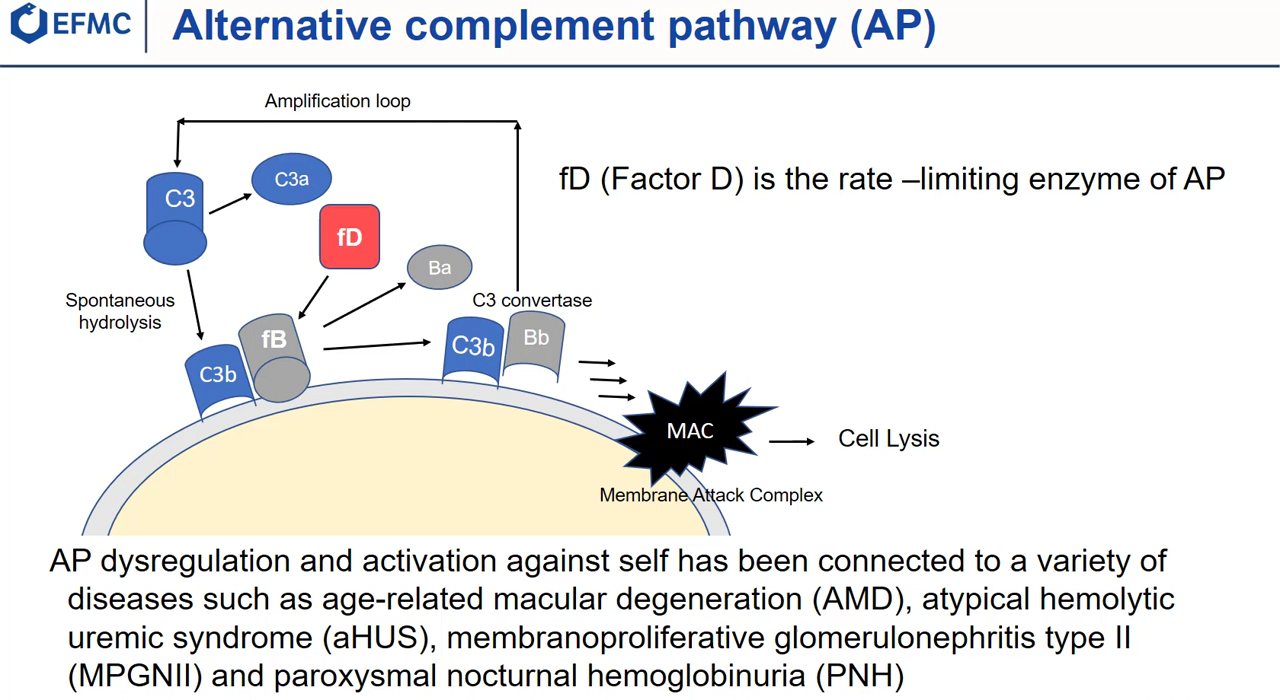 EFMC
Alternative complement pathway (AP)
Amplification loop
C3
C3a
fD
fD (Factor D) is the rate –limiting enzyme of AP
Ba
Spontaneous
hydrolysis
C3 convertase
fB
C3b
C3b
Bb
MAC
Cell Lysis
Membrane Attack Complex
AP dysregulation and activation against self has been connected to a variety of
diseases such as age-related macular degeneration (AMD), atypical hemolytic
uremic syndrome (aHUS), membranoproliferative glomerulonephritis type II
(MPGNII) and paroxysmal nocturnal hemoglobinuria (PNH)